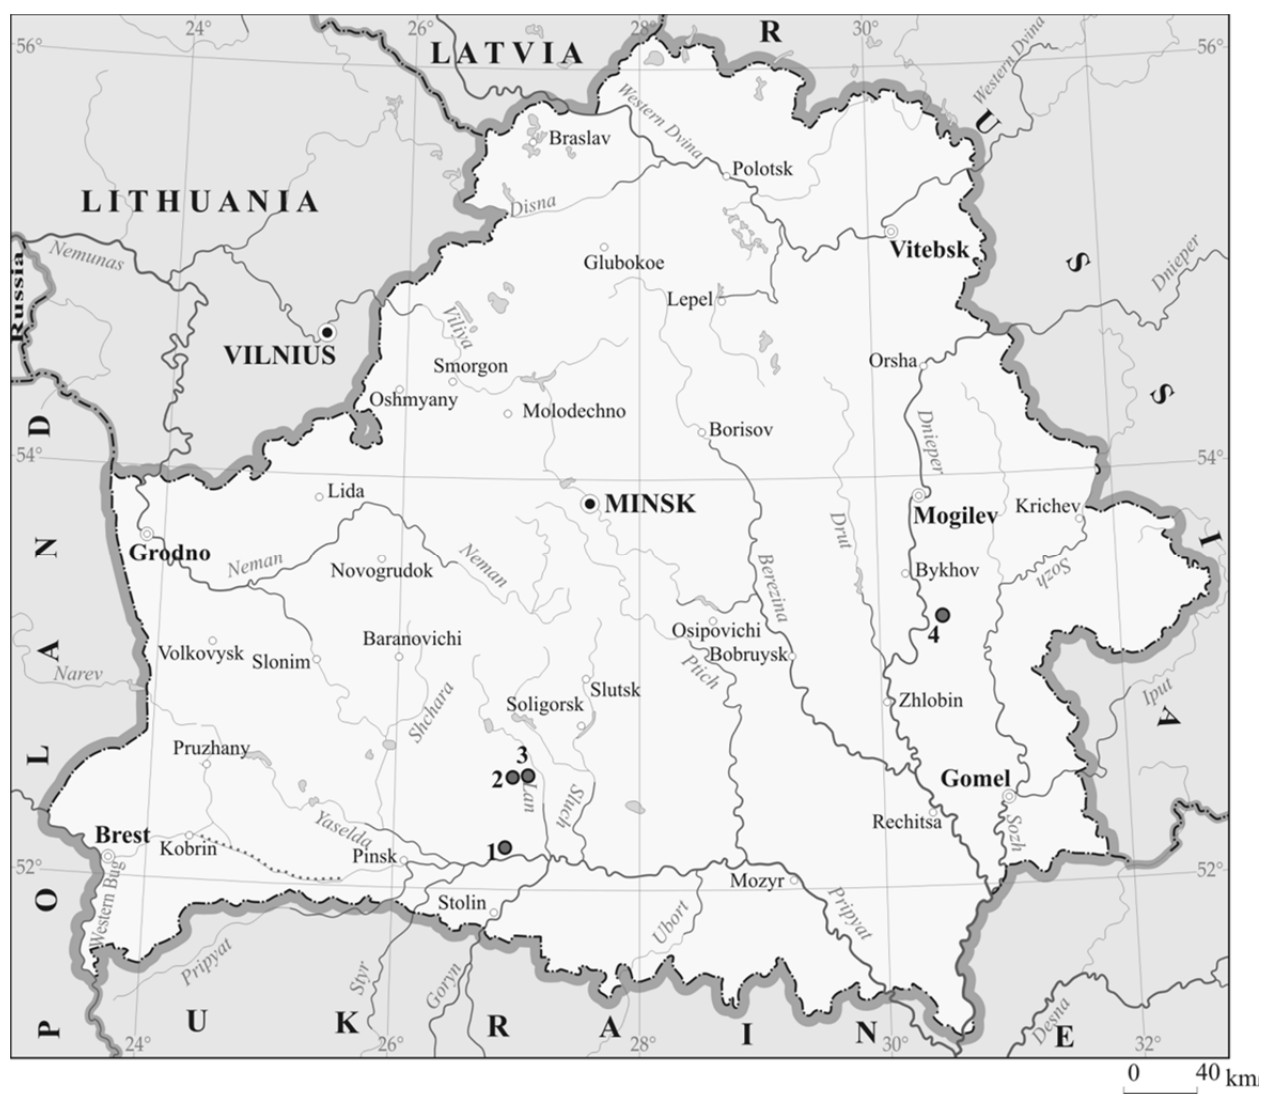 24°
26°
28°
30°
56°
56°
LATVIA
R
U
S
S
I
A
Western Dvina
Western Dvina
Braslav
Polotsk
LITHUANIA
Disna
Nemunas
Vitebsk
Glubokoe
Dnieper
Russia
Lepel
Viliya
VILNIUS
Smorgon
Orsha
Oshmyany
Molodechno
Borisov
Dnieper
54°
54°
Lida
MINSK
Mogilev
Krichev
Grodno
Drut
Neman
Neman
Novogrudok
Berezina
Bykhov
Sozh
4
Osipovichi
Bobruysk
Baranovichi
Volkovysk
Slonim
Narev
Ptich
Slutsk
Shchara
Soligorsk
Zhlobin
Iput
Pruzhany
3
2
Lan
Sluch
Gomel
Yaselda
Rechitsa
Sozh
Brest
Kobrin
Pinsk
1
52°
52°
Mozyr
Western Bug
Stolin
Ubort
Pripyat
Pripyat
Styr
Goryn
Desna
P
O
L
A
N
D
U
K
R
A
I
N
E
24°
26°
28°
30°
32°
0 40 km